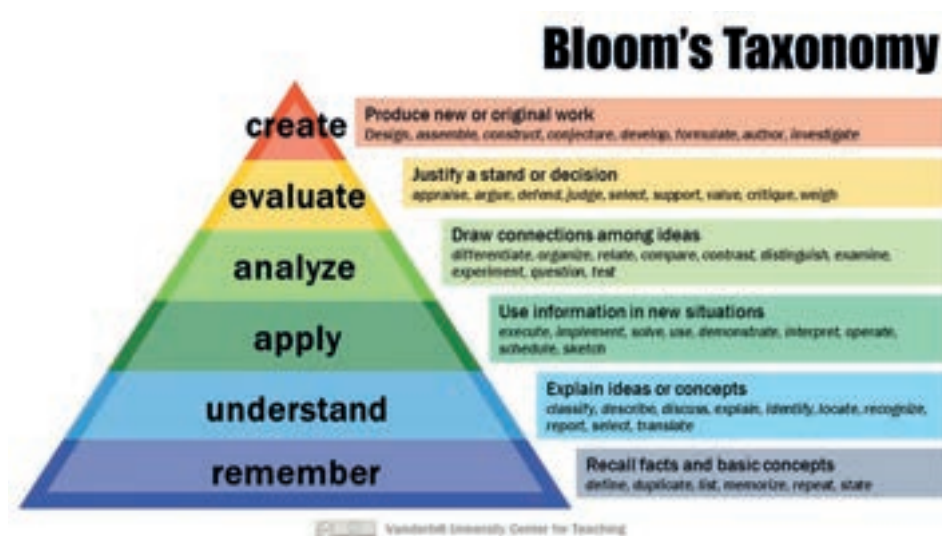 Bloom's Taxonomy
create
Produce new or original work
Design, assemble, construct, conjecture, develop, formulate, author, investigate
evaluate
Justify a stand or decision
appraise, argue, defend, judge, select, support, value, critique, weigh
analyze
Draw connections among ideas
differentiate, organize, relate, compare, contrast, distinguish, examine,
experiment, question, test
apply
Use information in new situations
execute, implement, solve, use, demonstrate, interpret, operate,
schedule, sketch
understand
Explain ideas or concepts
classify, describe, discuss, explain, identify, locate, recognize,
report, select, translate
remember
Recall facts and basic concepts
define, duplicate, list, memorize, repeat, state
Vanderbilt University Center for Teaching